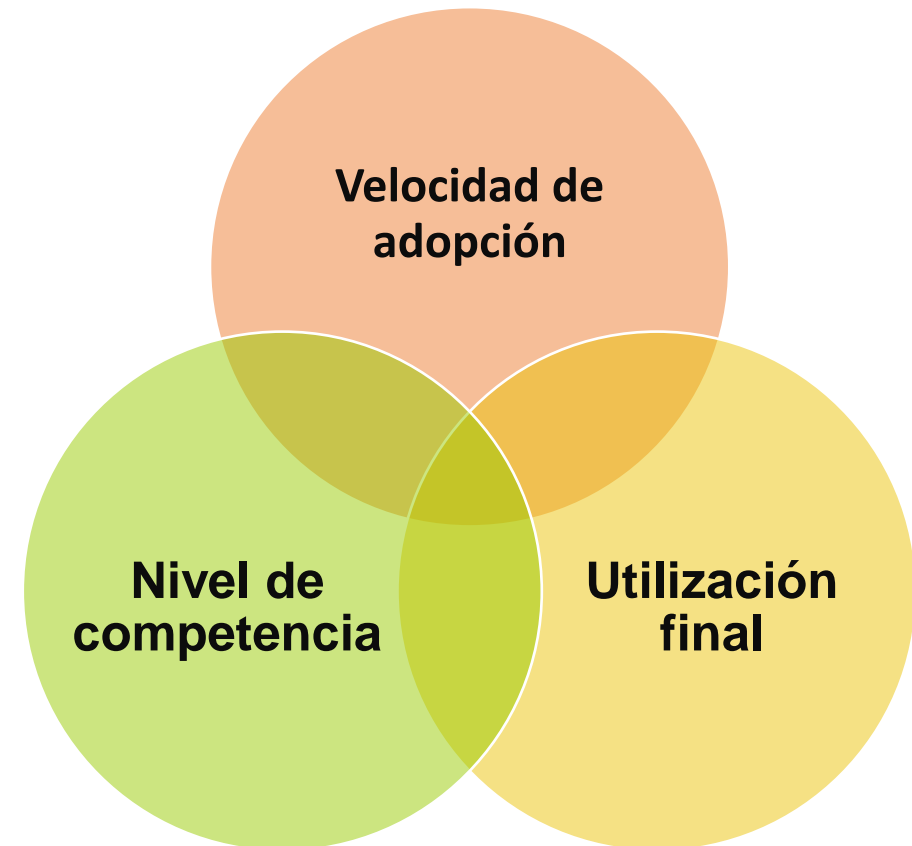 Velocidad de
adopción
Nivel de
competencia
Utilización
final